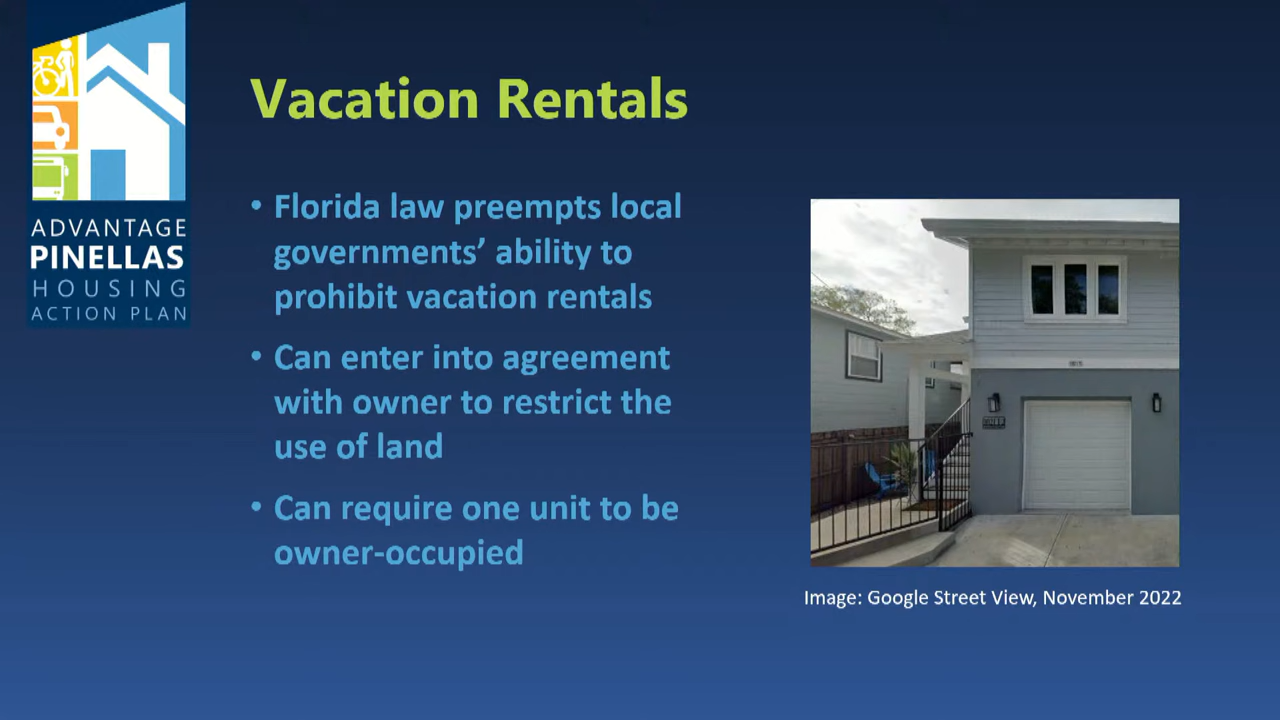 ADVANTAGE
PINELLAS
HOUSING
ACTION PLAN
Vacation Rentals
• Florida law preempts local
governments’ ability to
prohibit vacation rentals
• Can enter into agreement
with owner to restrict the
use of land
• Can require one unit to be
owner-occupied
Image: Google Street View, November 2022